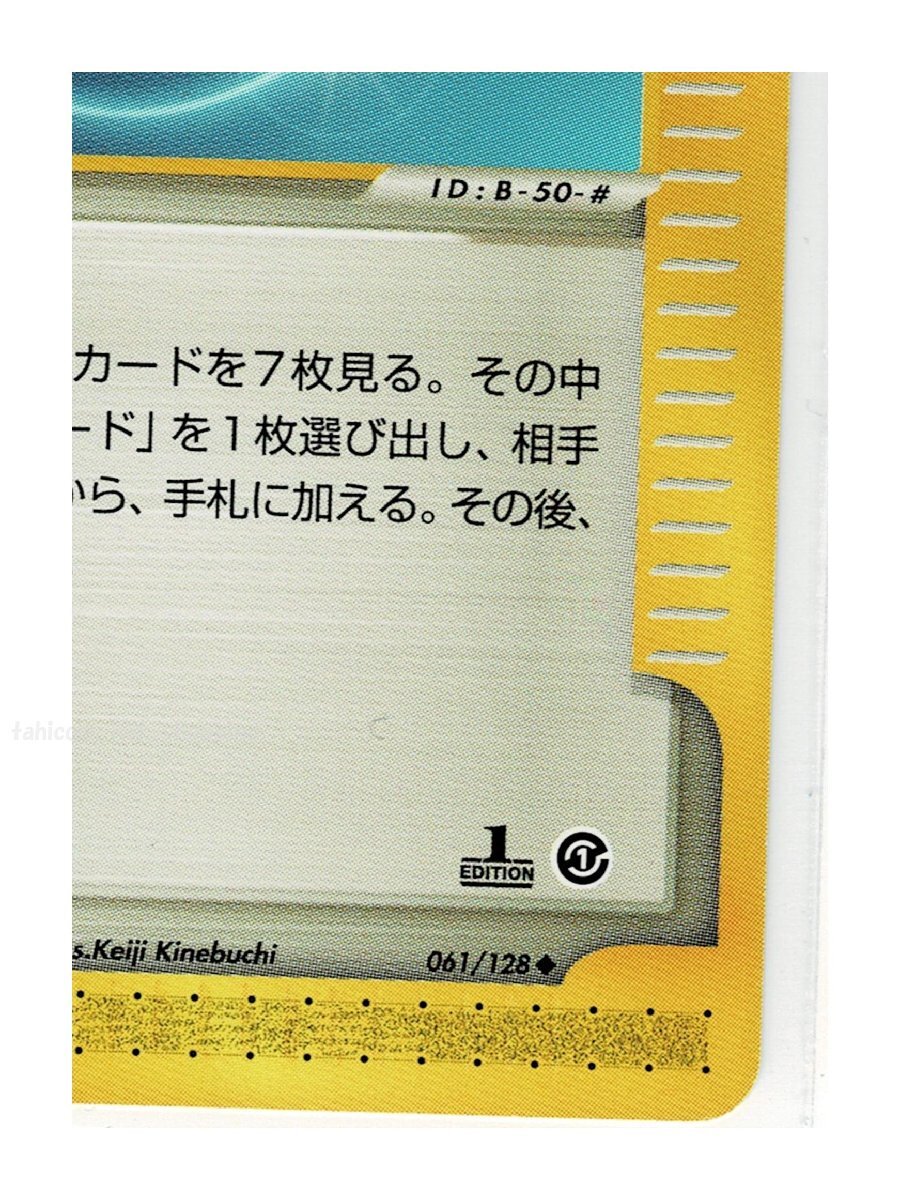 ID:B-50-#
カードを7枚見る。その中
ード」を1枚選び出し、相手
から、手札に加える。その後、
1
EDITION
1
s.Keiji Kinebuchi
061/128◆